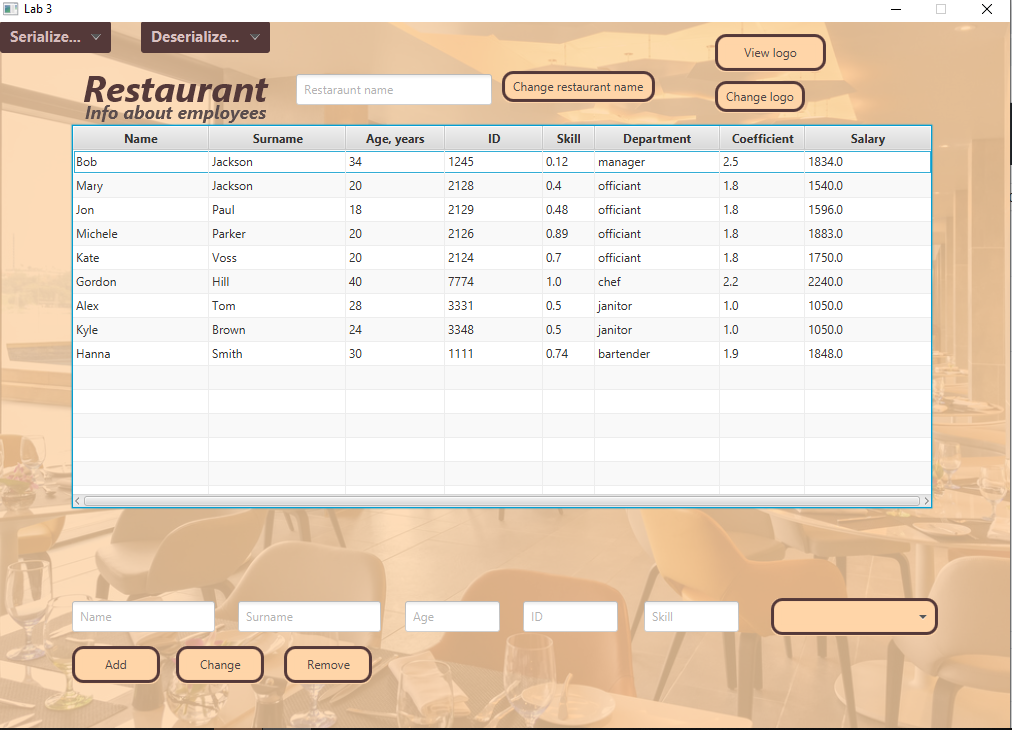 Lab 3
Serialize... Deserialize...
View logo
Restaurant
Restaraunt name
Change restaurant name
Change logo
Info about employees
Name Surname Age, years ID Skill Department Coefficient Salary
Bob Jackson 34 1245 0.12 manager 2.5 1834.0
Mary Jackson 20 2128 0.4 officiant 1.8 1540.0
Jon Paul 18 2129 0.48 officiant 1.8 1596.0
Michele Parker 20 2126 0.89 officiant 1.8 1883.0
Kate Voss 20 2124 0.7 officiant 1.8 1750.0
Gordon Hill 40 7774 1.0 chef 2.2 2240.0
Alex Tom 28 3331 0.5 janitor 1.0 1050.0
Kyle Brown 24 3348 0.5 janitor 1.0 1050.0
Hanna Smith 30 1111 0.74 bartender 1.9 1848.0
Name Surname Age ID Skill
Add Change Remove